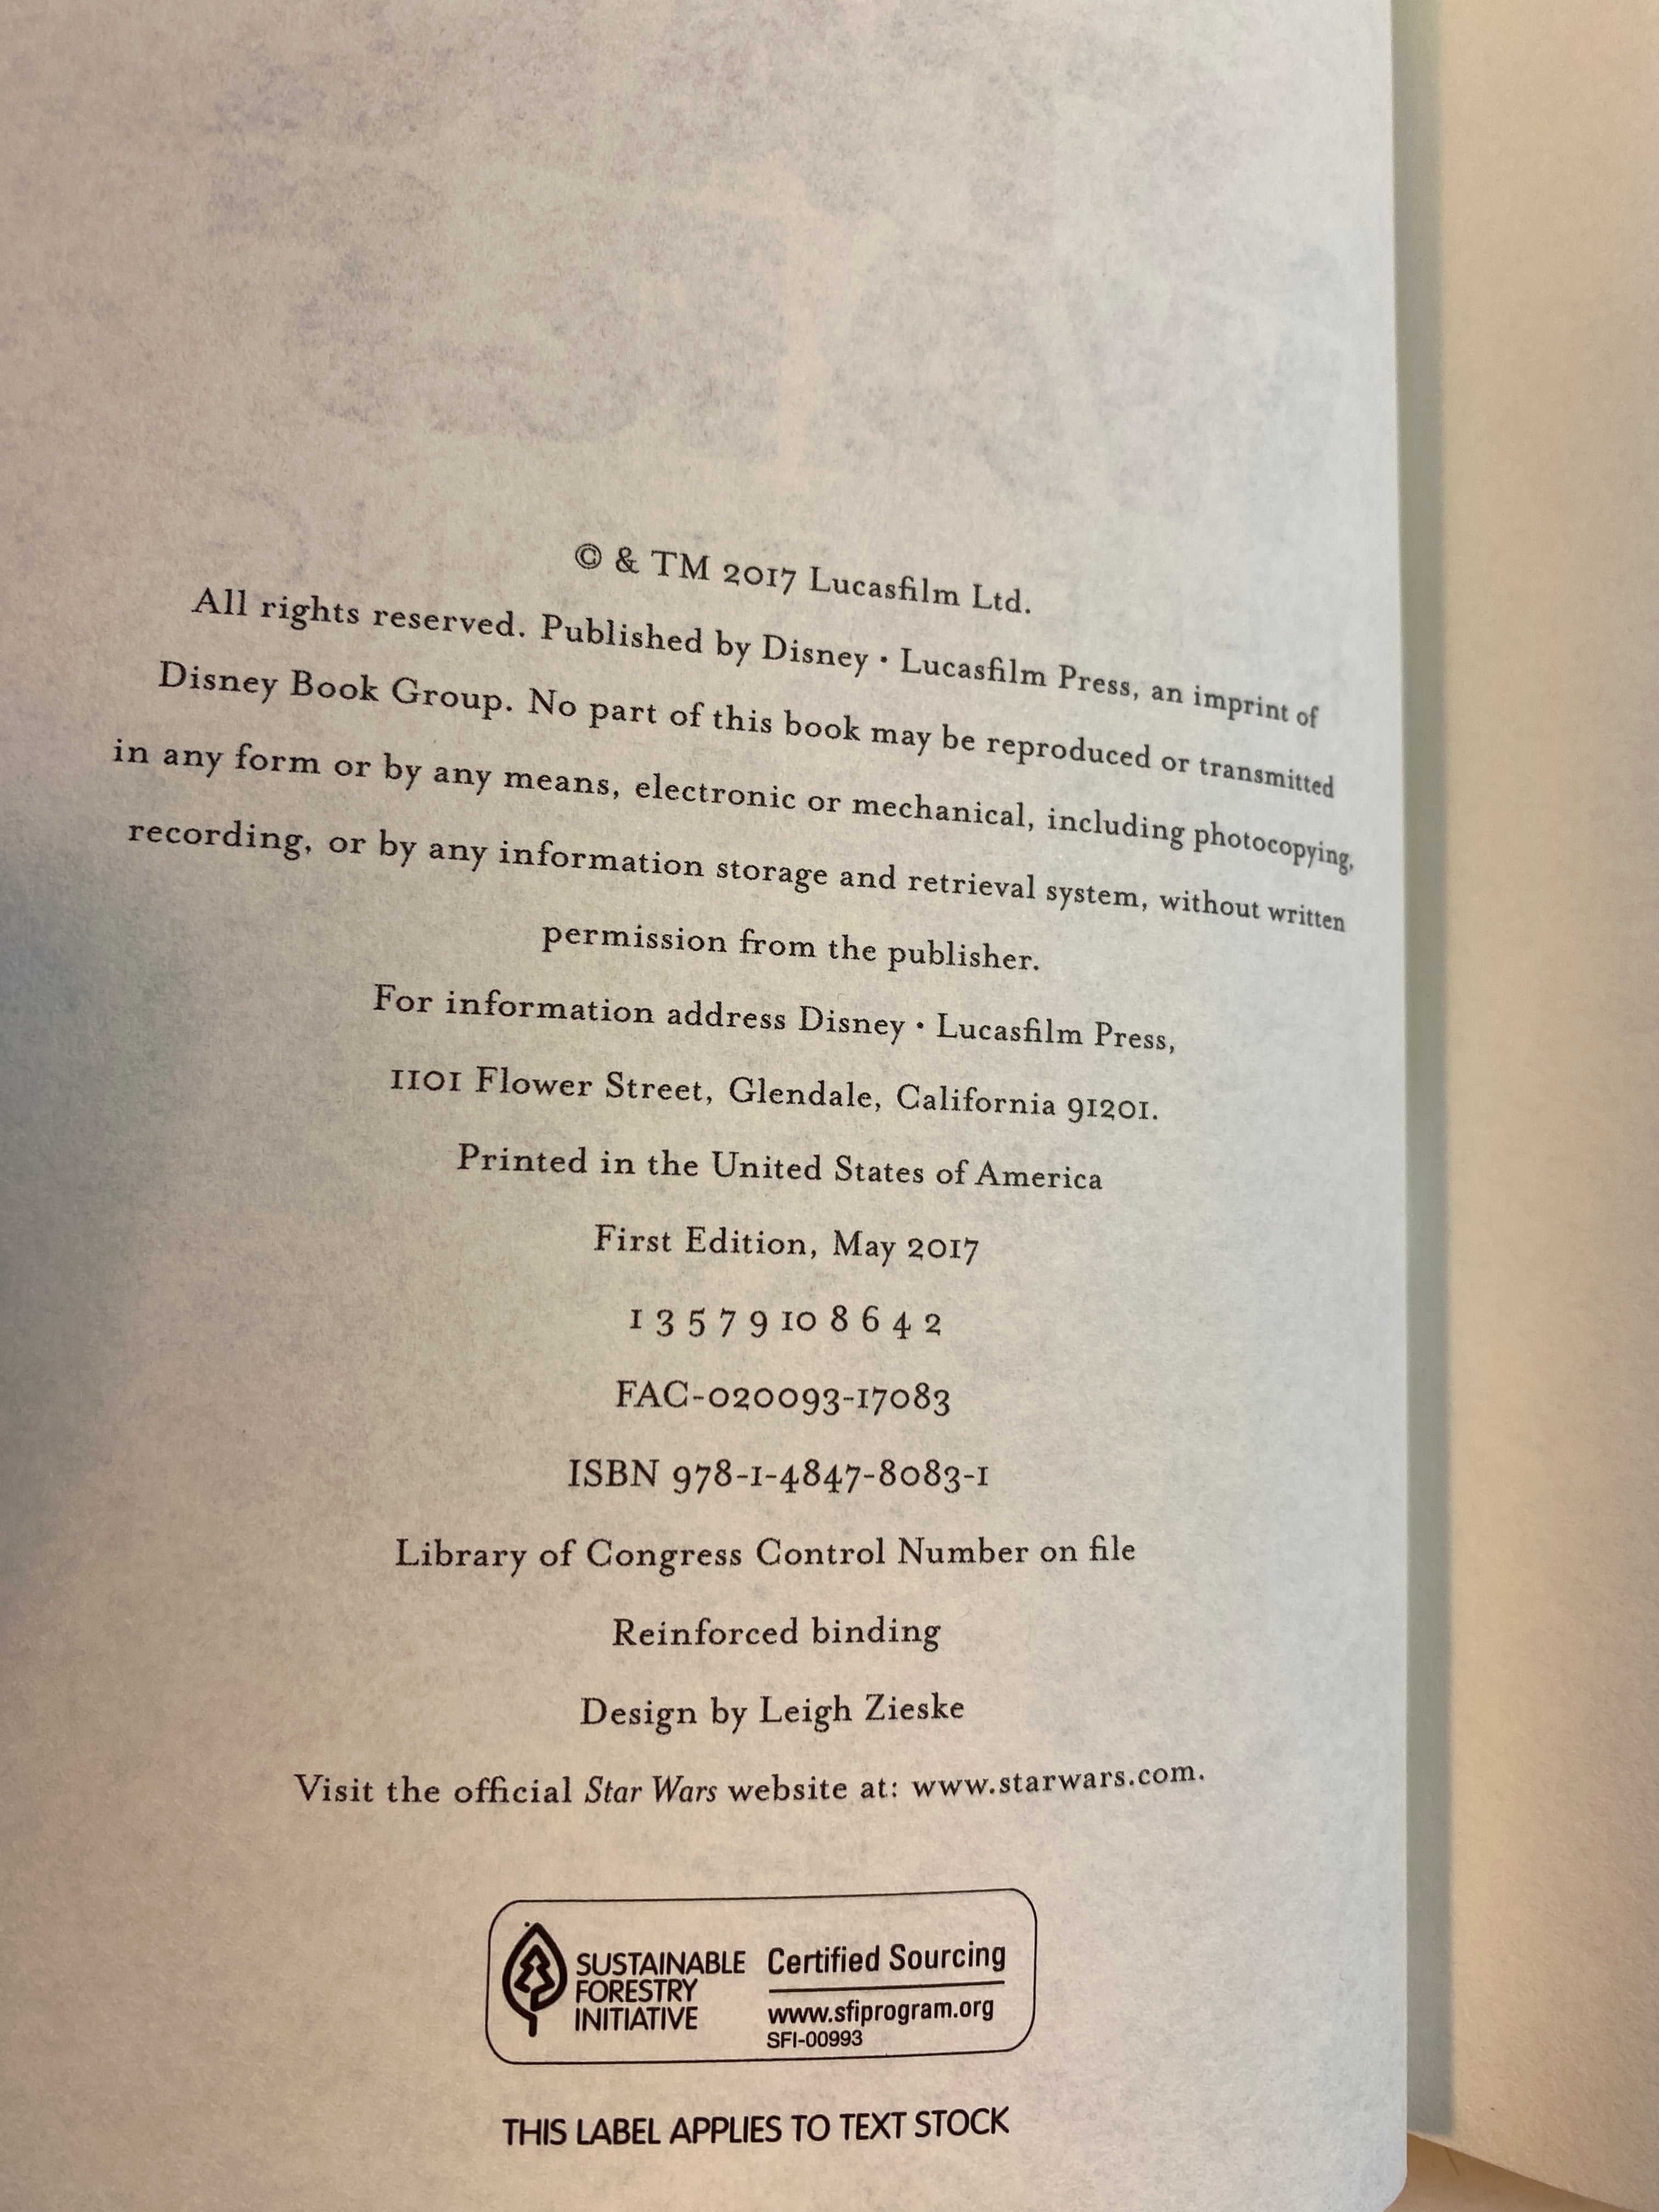 © & TM 2017 Lucasfilm Ltd.
All rights reserved. Published by Disney • Lucasfilm Press, an imprint of
Disney Book Group. No part of this book may be reproduced or transmitted
in any form or by any means, electronic or mechanical, including photocopying,
recording, or by any information storage and retrieval system, without written
permission from the publisher.
For information address Disney • Lucasfilm Press,
1101 Flower Street, Glendale, California 91201.
Printed in the United States of America
First Edition, May 2017
1 3 5 7 9 10 8 6 4 2
FAC-020093-17083
ISBN 978-1-4847-8083-1
Library of Congress Control Number on file
Reinforced binding
Design by Leigh Zieske
Visit the official Star Wars website at: www.starwars.com.
SUSTAINABLE
FORESTRY
INITIATIVE
Certified Sourcing
www.sfiprogram.org
SFI-00993
THIS LABEL APPLIES TO TEXT STOCK